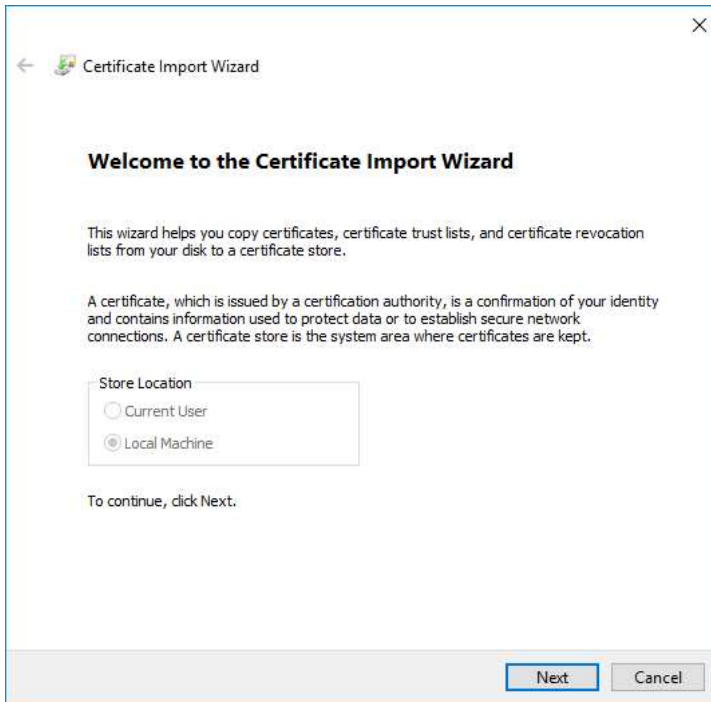 Certificate Import Wizard
Welcome to the Certificate Import Wizard
This wizard helps you copy certificates, certificate trust lists, and certificate revocation
lists from your disk to a certificate store.
A certificate, which is issued by a certification authority, is a confirmation of your identity
and contains information used to protect data or to establish secure network
connections. A certificate store is the system area where certificates are kept.
Store Location
Current User
Local Machine
To continue, click Next.
Next Cancel